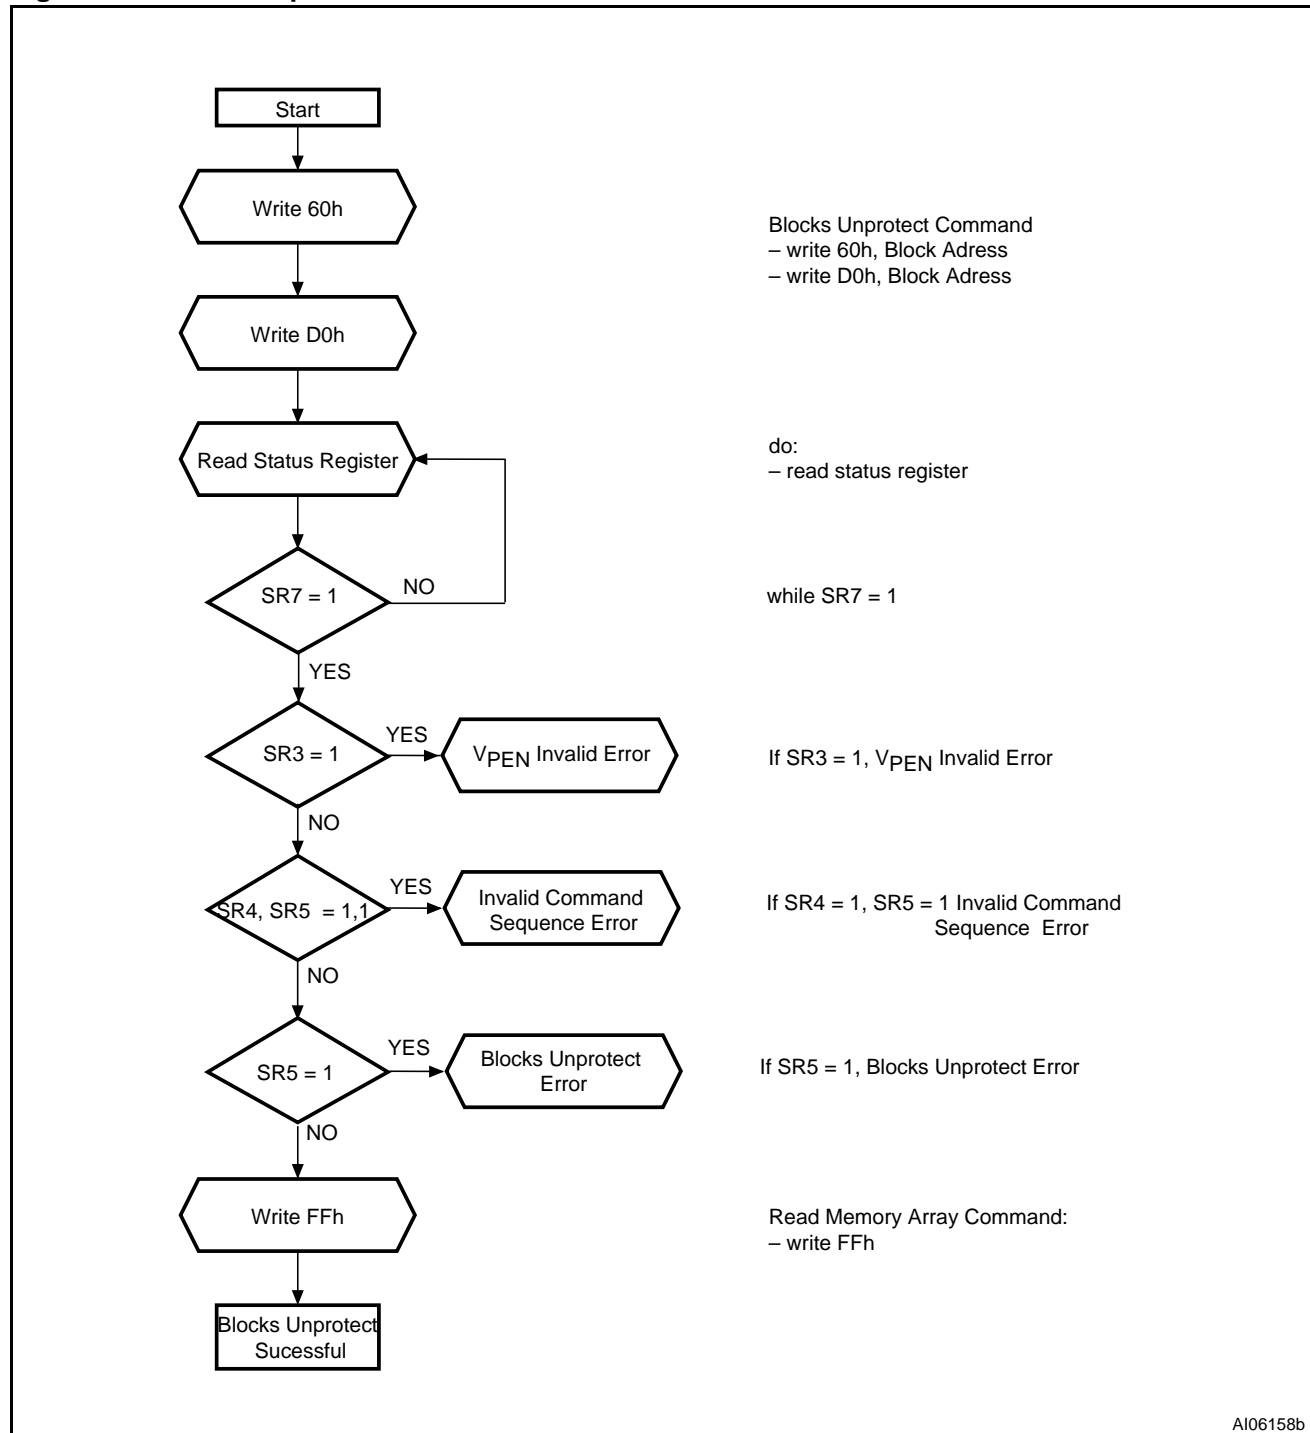 Start
Write 60h
Blocks Unprotect Command
– write 60h, Block Adress
– write D0h, Block Adress
Write D0h
Read Status Register
do:
– read status register
SR7 = 1
NO
while SR7 = 1
YES
SR3 = 1
YES
VPEN Invalid Error
If SR3 = 1, VPEN Invalid Error
NO
SR4, SR5 = 1,1
YES
Invalid Command
Sequence Error
If SR4 = 1, SR5 = 1 Invalid Command
Sequence Error
NO
SR5 = 1
YES
Blocks Unprotect
Error
If SR5 = 1, Blocks Unprotect Error
NO
Write FFh
Read Memory Array Command:
– write FFh
Blocks Unprotect
Sucessful
AI06158b